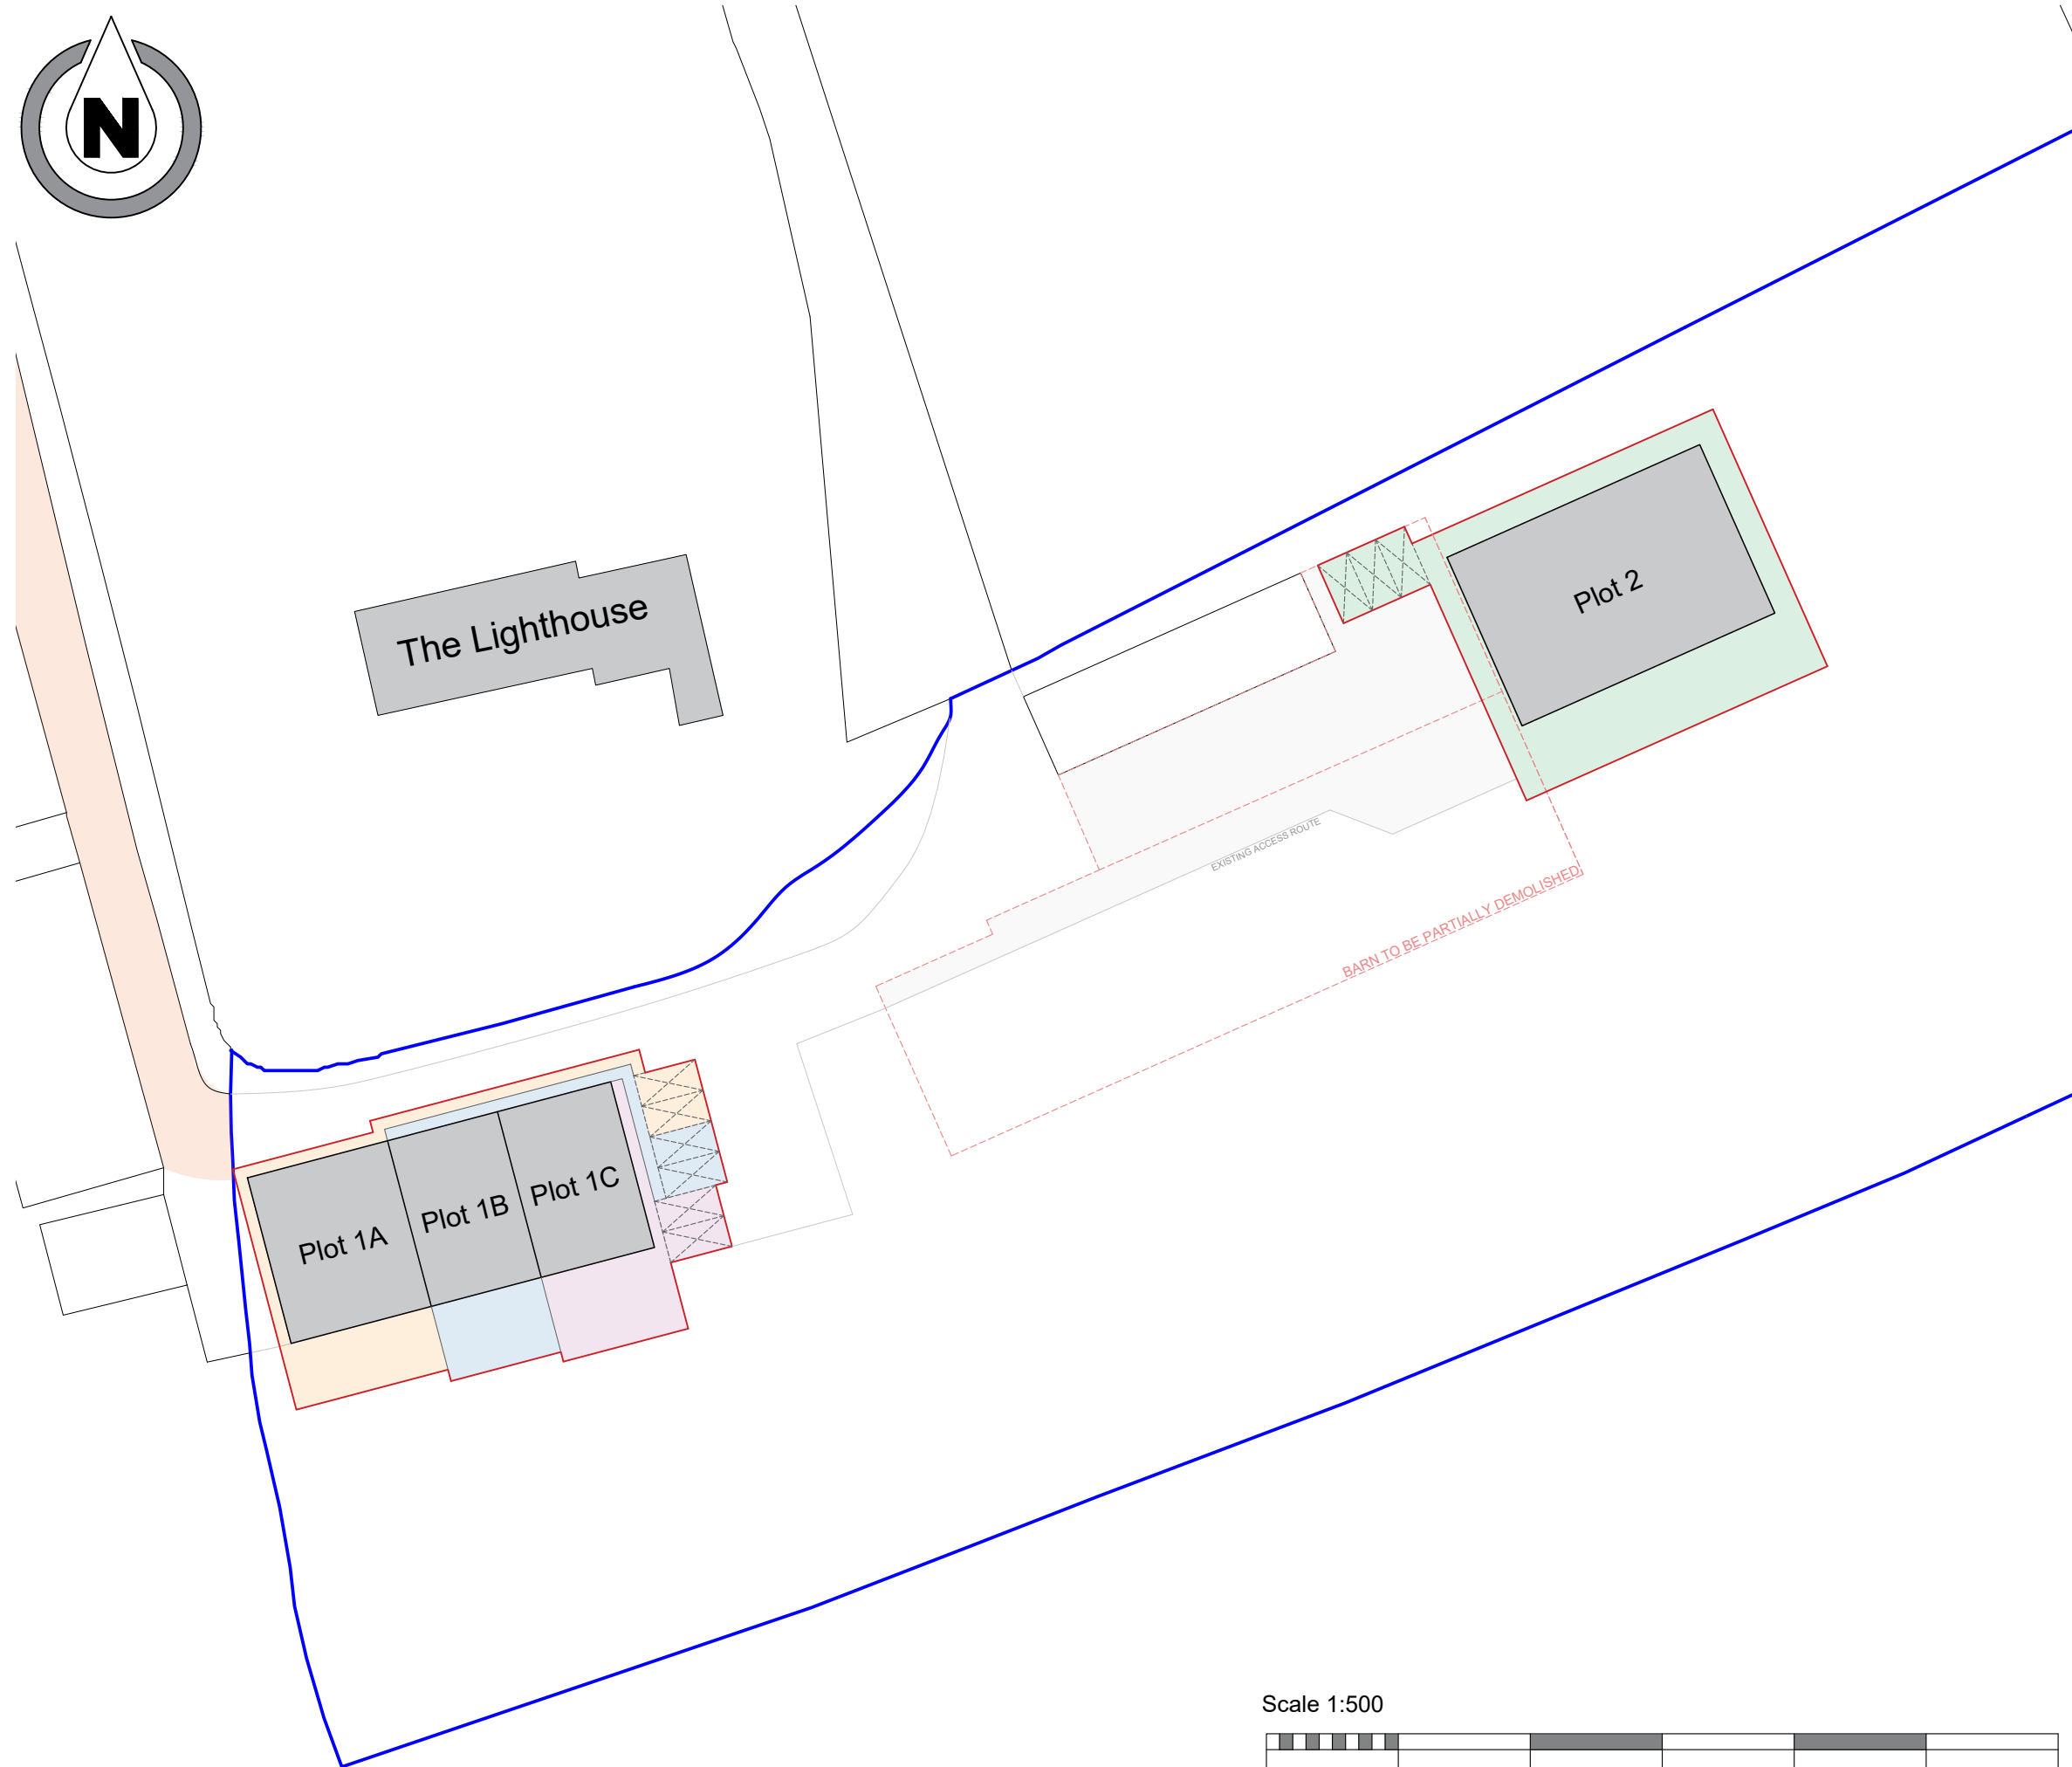 N
The Lighthouse
Plot 2
EXISTING ACCESS ROUTE
BARN TO BE PARTIALLY DEMOLISHED
Plot 1A
Plot 1B
Plot 1C
Scale 1:500